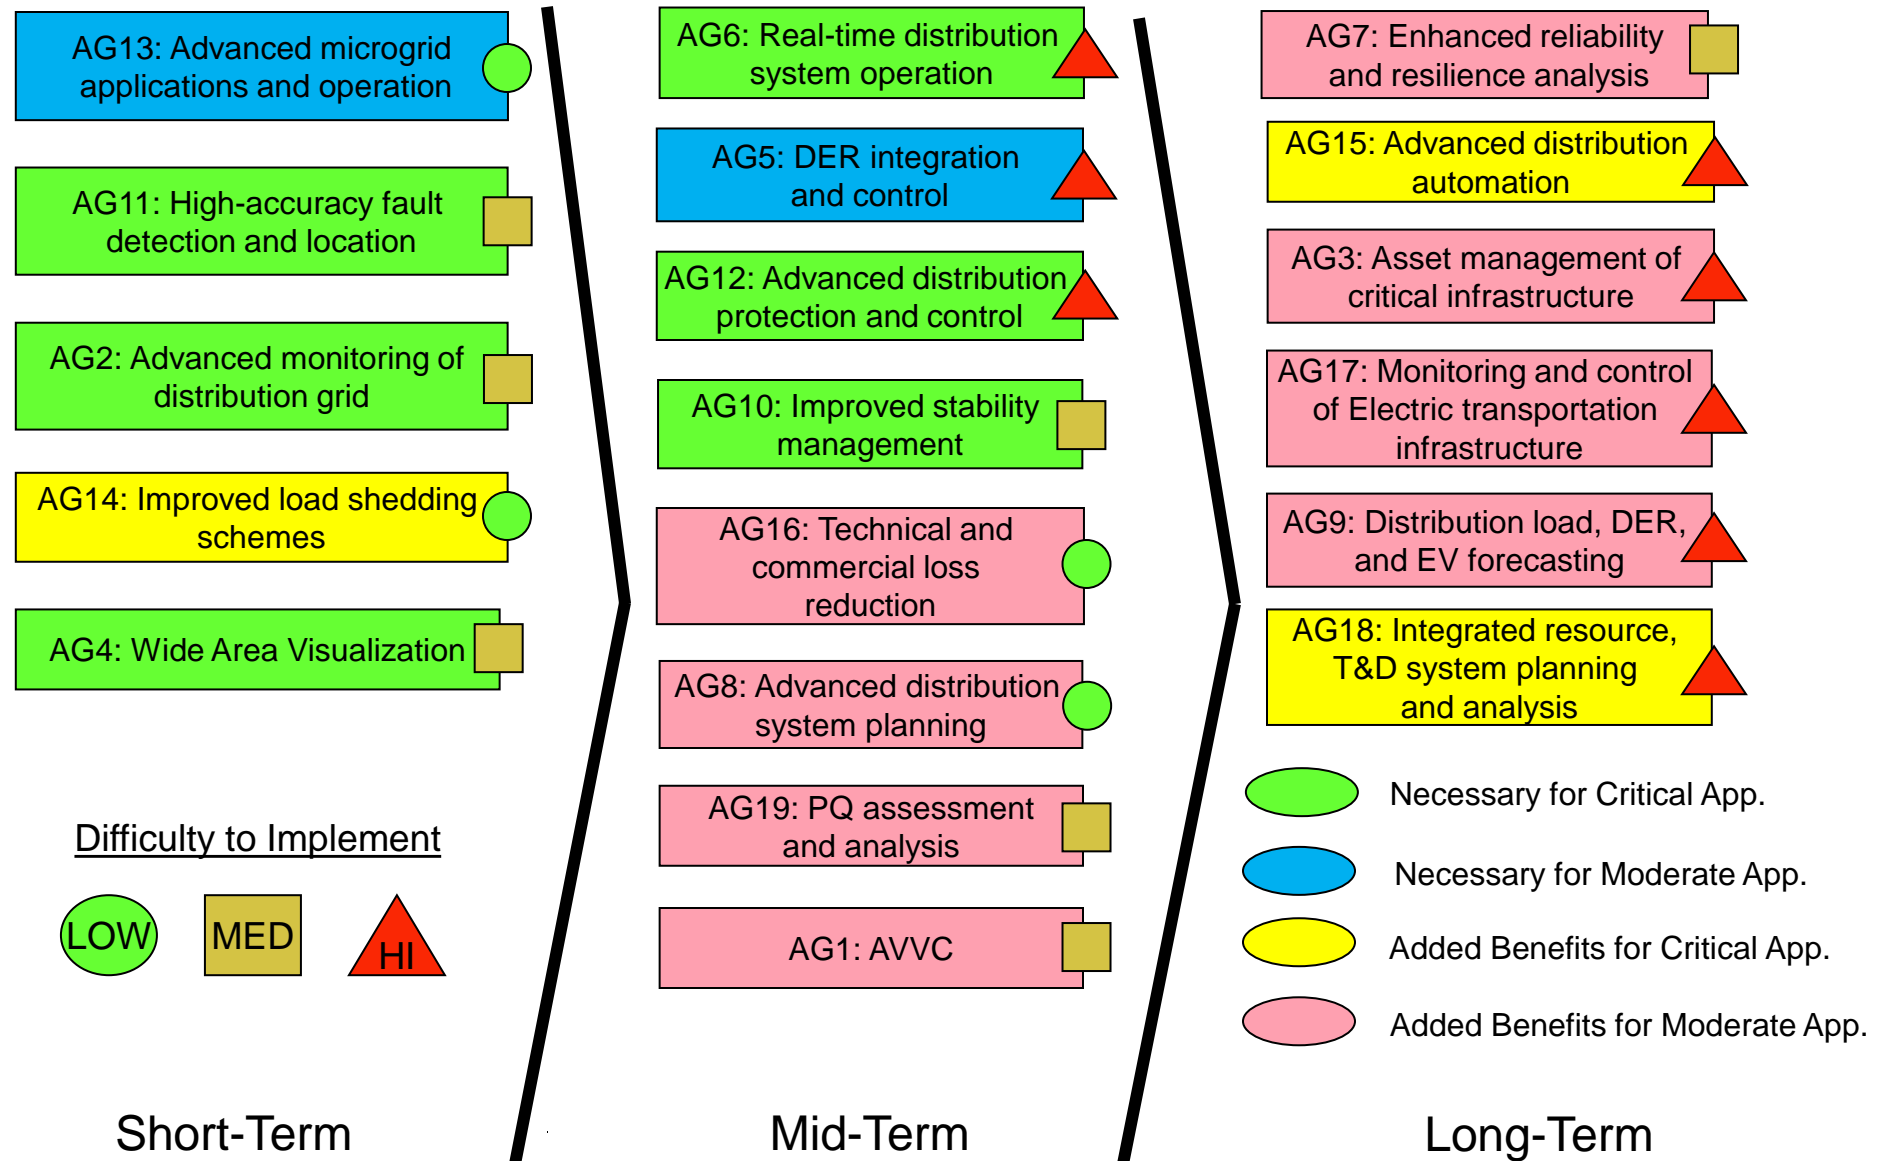 AG13: Advanced microgrid
applications and operation
AG11: High-accuracy fault
detection and location
AG2: Advanced monitoring of
distribution grid
AG14: Improved load shedding
schemes
AG4: Wide Area Visualization
Difficulty to Implement
LOW
MED
HI
Short-Term
AG6: Real-time distribution
system operation
AG5: DER integration
and control
AG12: Advanced distribution
protection and control
AG10: Improved stability
management
AG16: Technical and
commercial loss
reduction
AG8: Advanced distribution
system planning
AG19: PQ assessment
and analysis
AG1: AVVC
Mid-Term
AG7: Enhanced reliability
and resilience analysis
AG15: Advanced distribution
automation
AG3: Asset management of
critical infrastructure
AG17: Monitoring and control
of Electric transportation
infrastructure
AG9: Distribution load, DER,
and EV forecasting
AG18: Integrated resource,
T&D system planning
and analysis
Necessary for Critical App.
Necessary for Moderate App.
Added Benefits for Critical App.
Added Benefits for Moderate App.
Long-Term